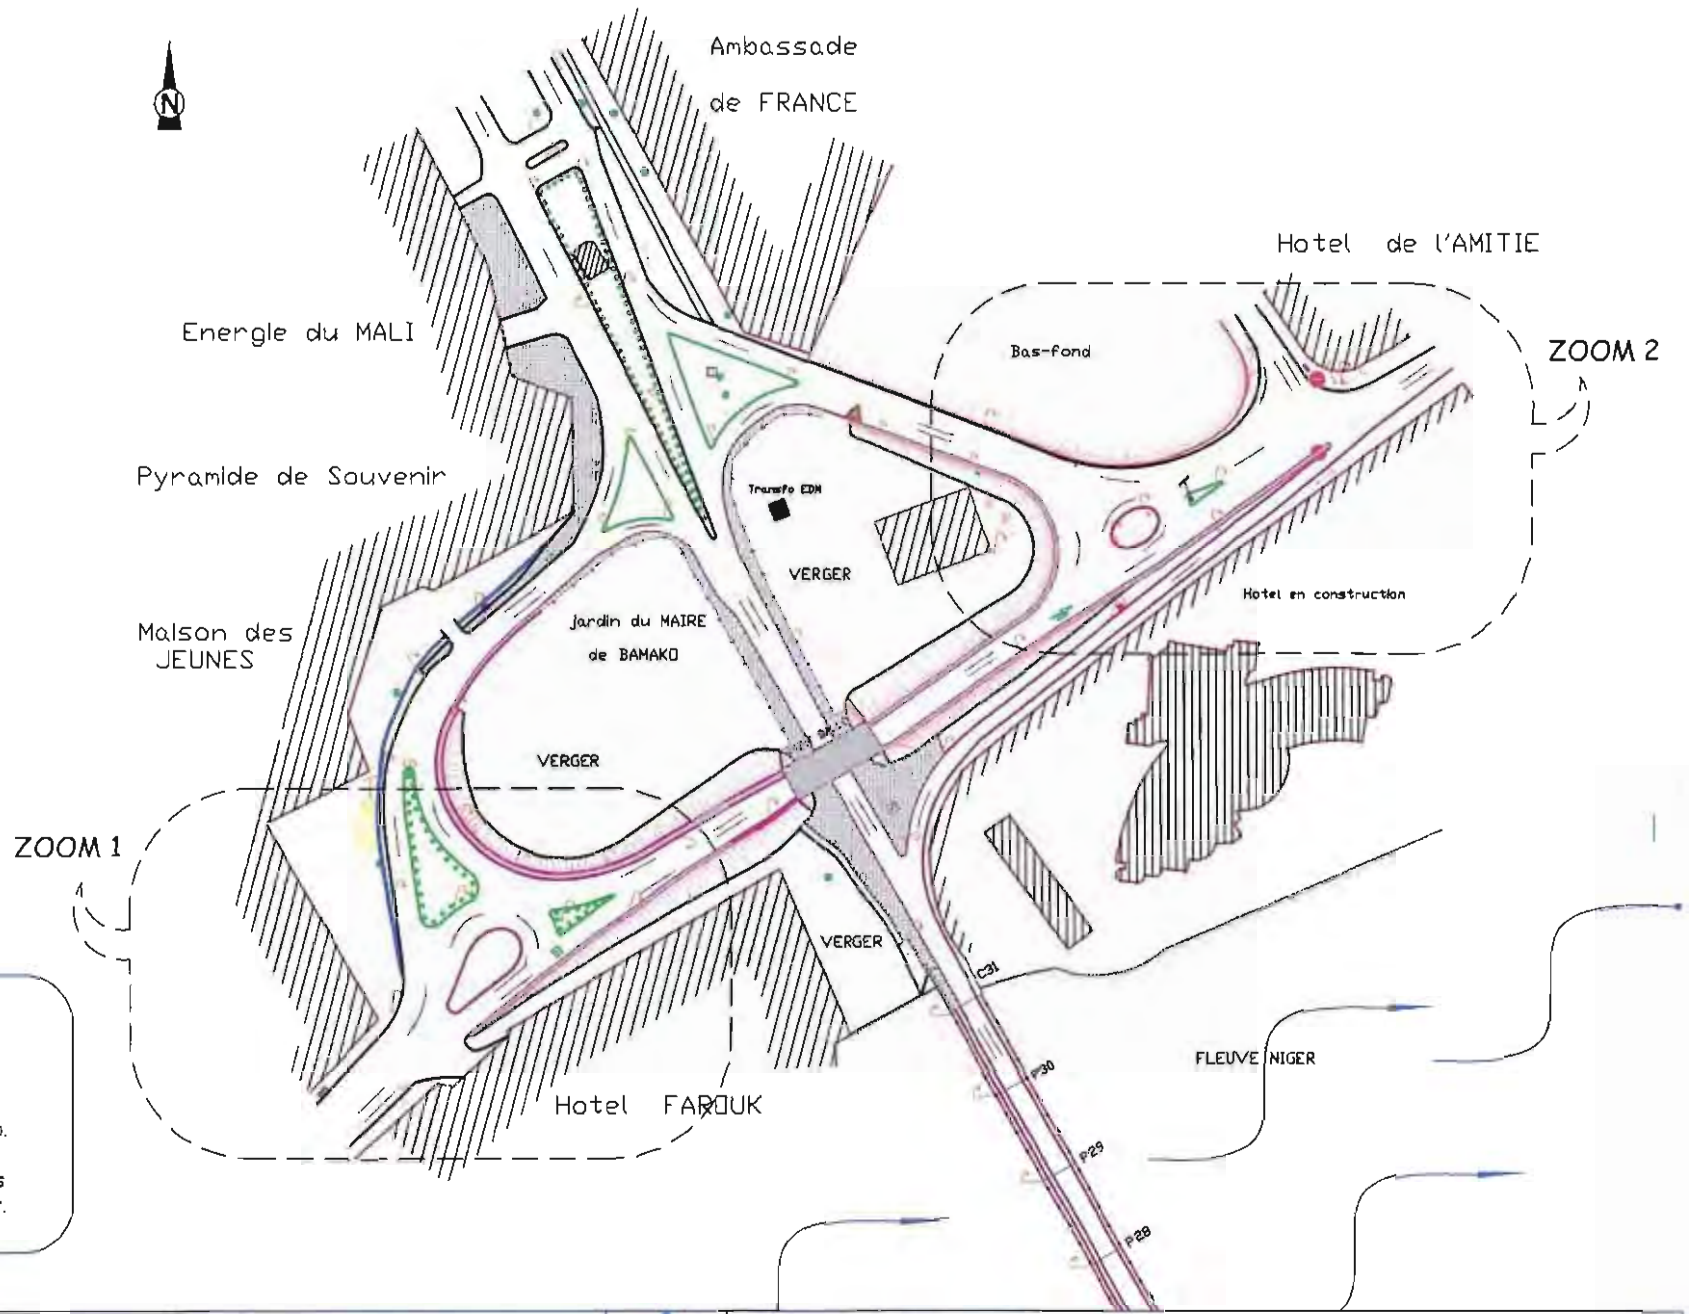 Ambassade
de FRANCE
N
Hotel de l'AMITIE
Energie du MALI
Bas-fond
ZOOM 2
Pyramide de Souvenir
Transfo EDM
VERGER
Hotel en construction
Maison des
JEUNES
jardin du MAIRE
de BAMAKO
VERGER
ZOOM 1
VERGER
C31
FLEUVE NIGER
P30
Hotel FAROUK
P29
P28